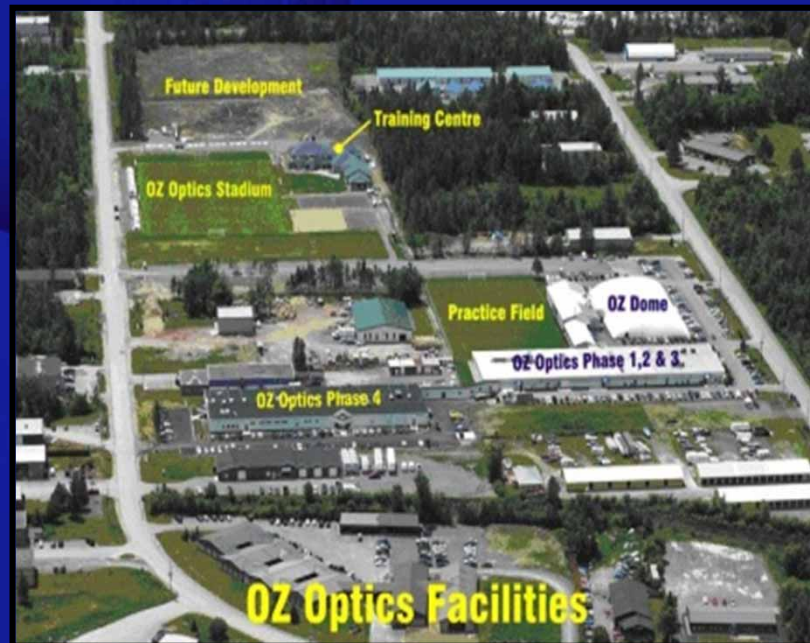 Future Development
Training Centre
OZ Optics Stadium
Practice Field
OZ Dome
OZ Optics Phase 1,2 & 3.
OZ Optics Phase 4
OZ Optics Facilities